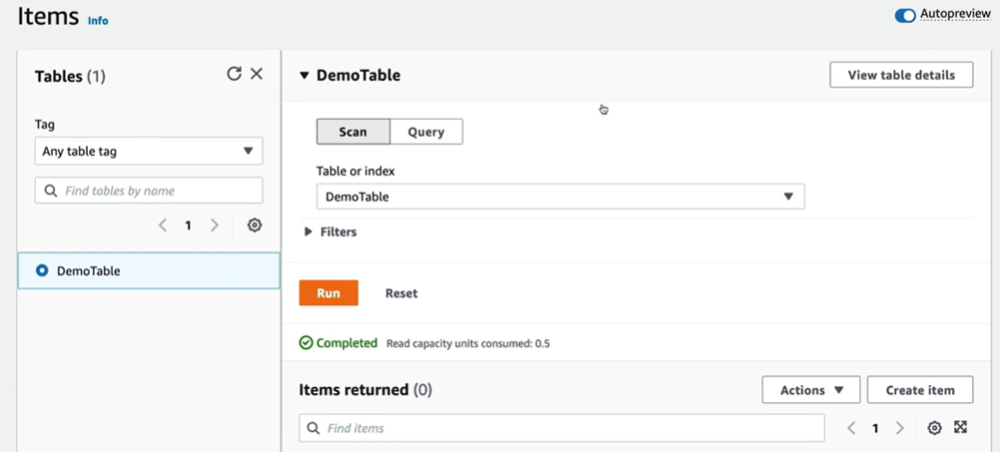 Items Info
Autopreview
Tables (1)
Tag
Any table tag
Find tables by name
1
DemoTable
DemoTable
View table details
Scan Query
Table or index
DemoTable
Filters
Run Reset
Completed Read capacity units consumed: 0.5
Items returned (0)
Actions Create item
Find items
1